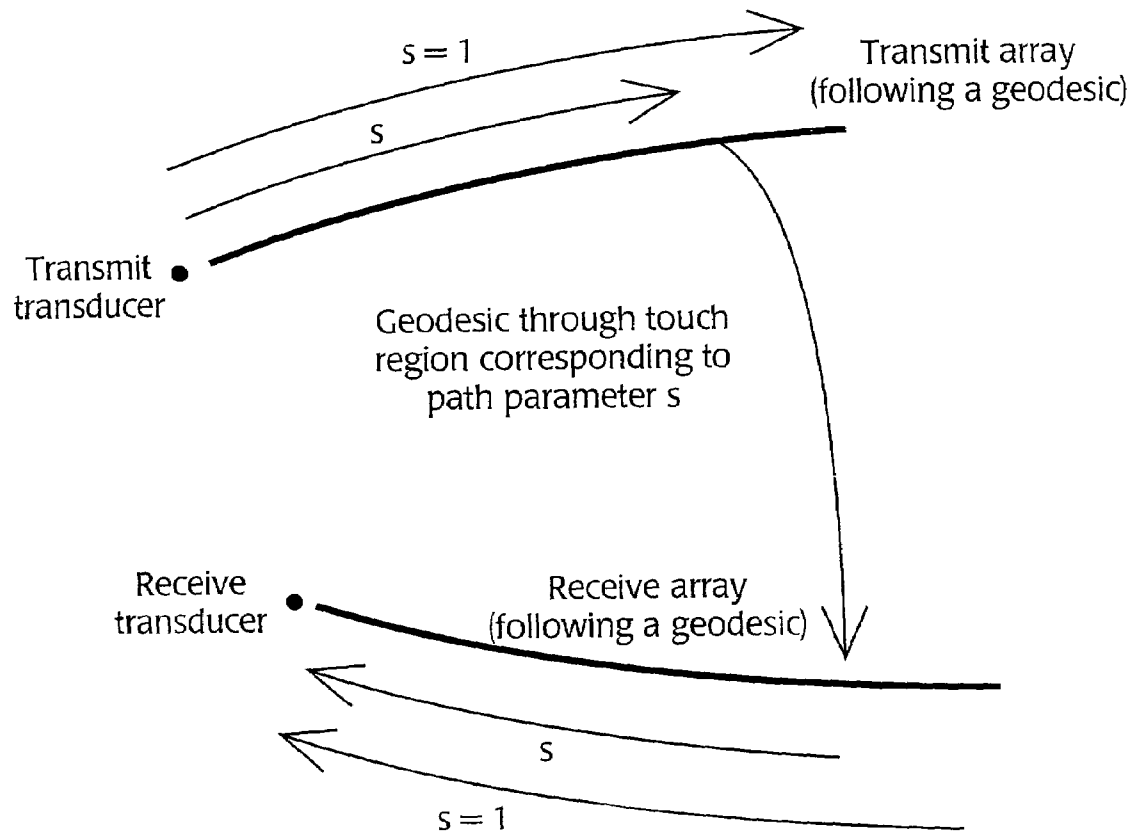 s = 1
Transmit array
(following a geodesic)
s
Transmit
transducer
Geodesic through touch
region corresponding to
path parameter s
Receive
transducer
Receive array
(following a geodesic)
s
s = 1